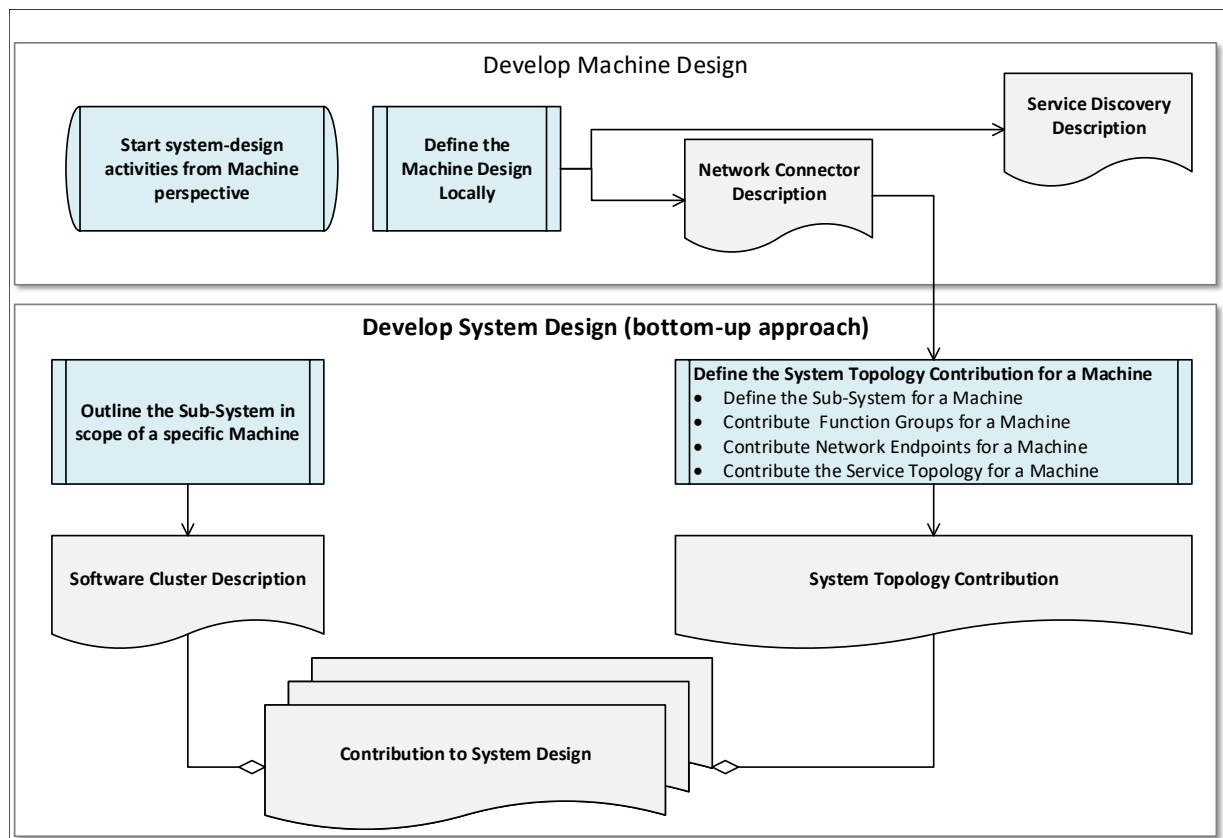 Develop Machine Design
Start system-design
activities from Machine
perspective
Define the
Machine Design
Locally
Network Connector
Description
Service Discovery
Description
Develop System Design (bottom-up approach)
Outline the Sub-System in
scope of a specific Machine
Define the System Topology Contribution for a Machine
• Define the Sub-System for a Machine
• Contribute Function Groups for a Machine
• Contribute Network Endpoints for a Machine
• Contribute the Service Topology for a Machine
Software Cluster Description
System Topology Contribution
Contribution to System Design